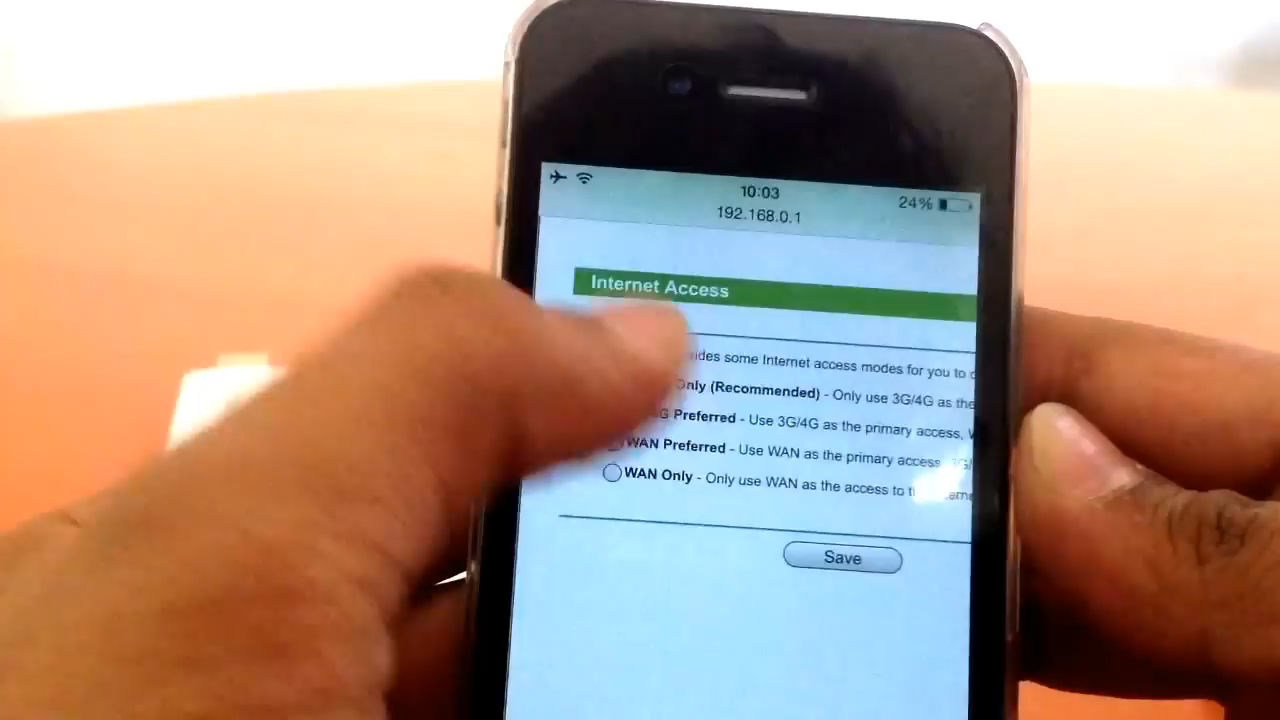 10:03
24%
192.168.0.1
Internet Access
some Internet access modes for you to
Only (Recommended) - Only use 3G/4G as the
Preferred - Use 3G/4G as the primary access,
WAN Preferred - Use WAN as the primary access
WAN Only - Only use WAN as the access to
Save